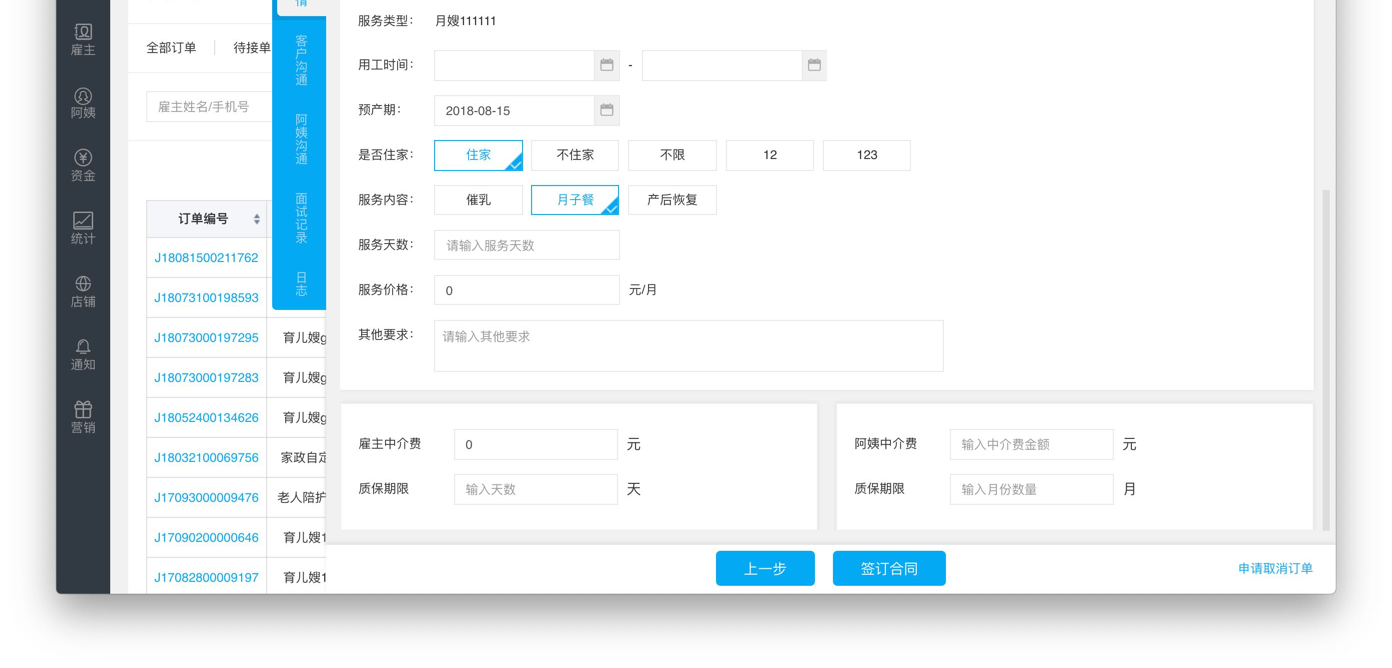 雇主
阿姨
资金
统计
店铺
通知
营销
全部订单
待接单
雇主姓名/手机号
订单编号
J18081500211762
J18073100198593
J18073000197295
育儿嫂g
J18073000197283
育儿嫂g
J18052400134626
育儿嫂g
J18032100069756
家政自定
J17093000009476
老人陪护
J17090200000646
育儿嫂1
J17082800009197
育儿嫂1
情
客户沟通
阿姨沟通
面试记录
日志
服务类型： 月嫂111111
用工时间： -
预产期： 2018-08-15
是否住家： 住家 不住家 不限 12 123
服务内容： 催乳 月子餐 产后恢复
服务天数： 请输入服务天数
服务价格： 0 元/月
其他要求： 请输入其他要求
雇主中介费 0 元
质保期限 输入天数 天
阿姨中介费 输入中介费金额 元
质保期限 输入月份数量 月
上一步
签订合同
申请取消订单